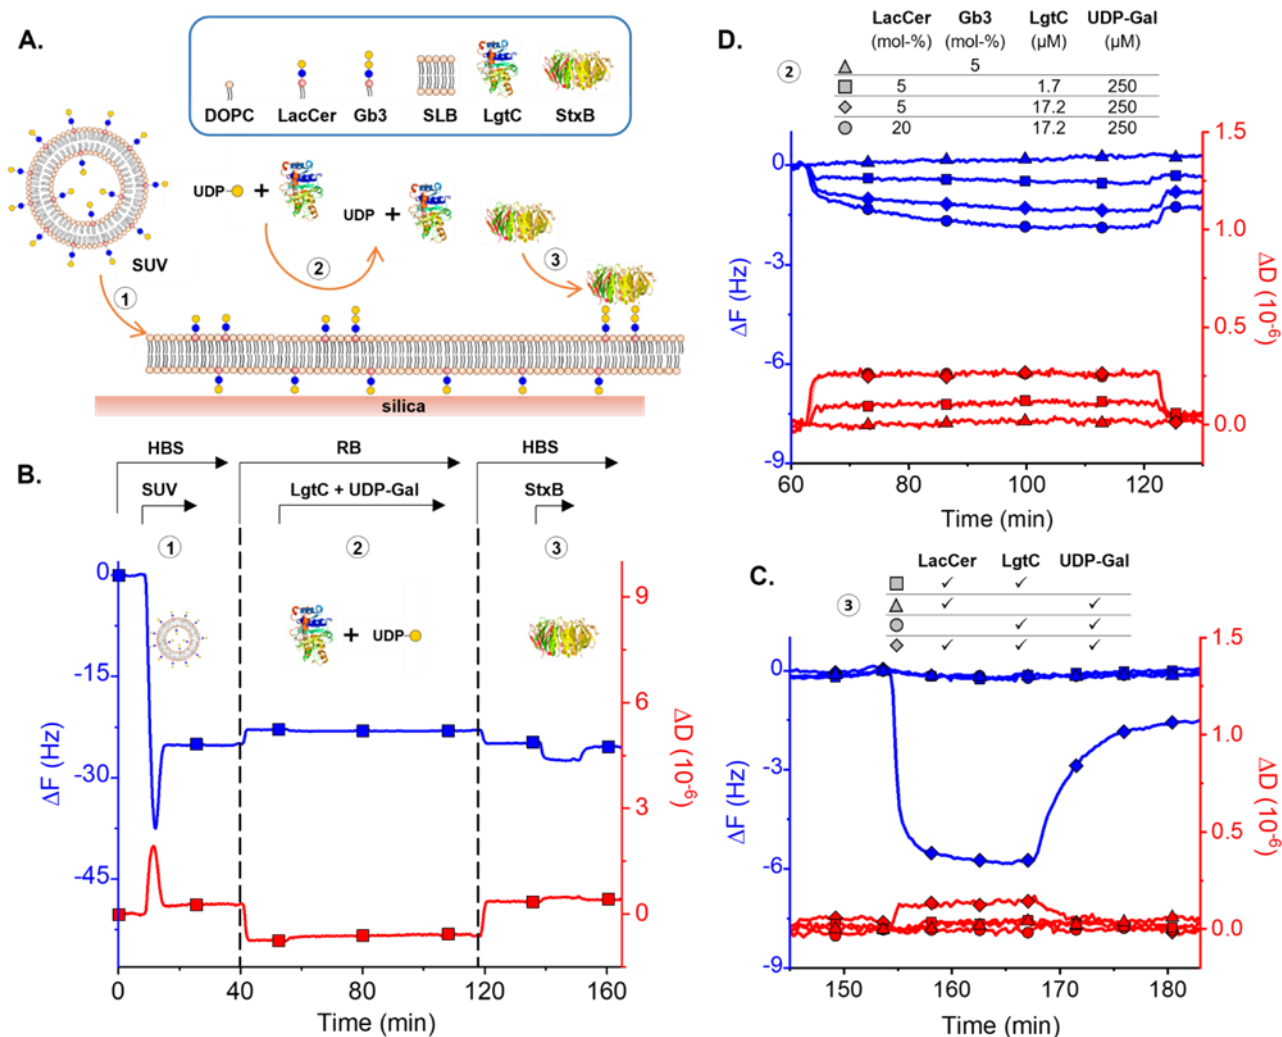 A.
DOPC LacCer Gb3 SLB LgtC StxB
SUV
UDP + UDP +
1 2 3
silica
B.
HBS RB HBS
SUV LgtC + UDP-Gal StxB
1 2 3
+ UDP
ΔF (Hz)
0
-15
-30
-45
ΔD (10⁻⁶)
9
6
3
0
0 40 80 120 160
Time (min)
D.
LacCer Gb3 LgtC UDP-Gal
(mol-%) (mol-%) (µM) (µM)
2
5
5 1.7 250
5 17.2 250
20 17.2 250
ΔF (Hz)
0
-3
-6
-9
ΔD (10⁻⁶)
1.5
1.0
0.5
0.0
60 80 100 120
Time (min)
C.
LacCer LgtC UDP-Gal
3
✓ ✓
✓ ✓
✓ ✓
✓ ✓ ✓
ΔF (Hz)
0
-3
-6
-9
ΔD (10⁻⁶)
1.5
1.0
0.5
0.0
150 160 170 180
Time (min)